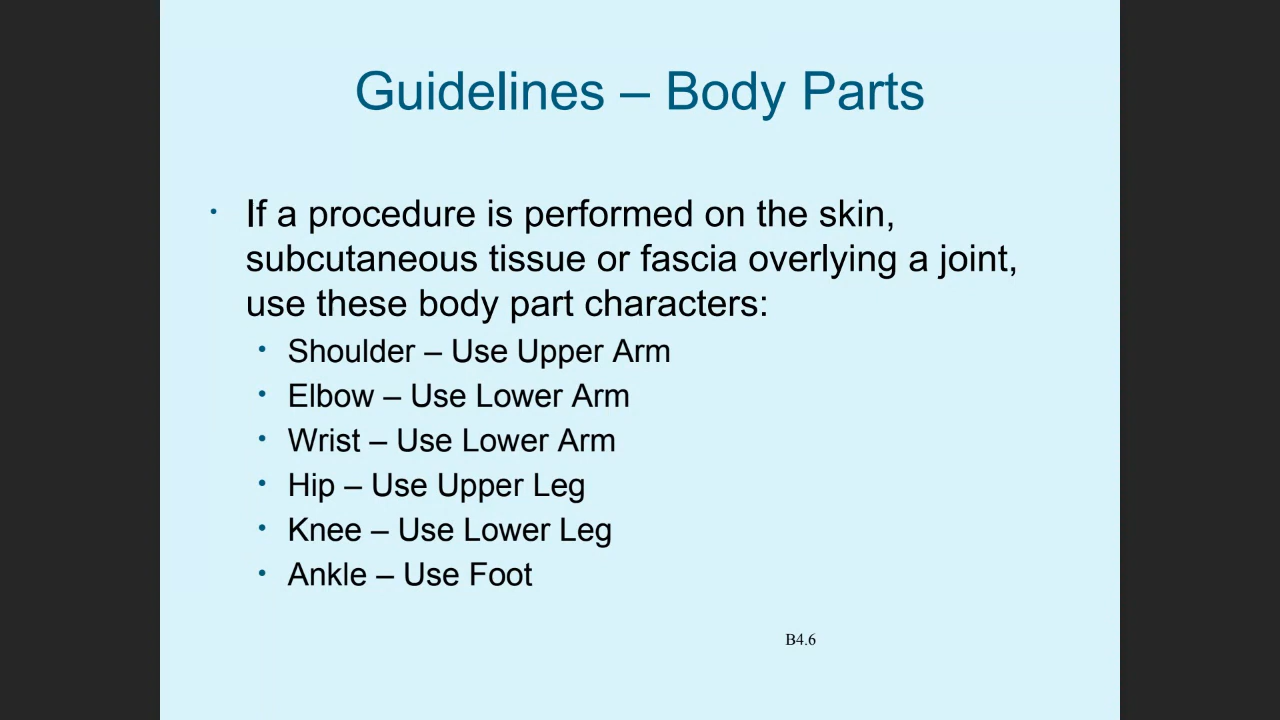 Guidelines – Body Parts
• If a procedure is performed on the skin,
subcutaneous tissue or fascia overlying a joint,
use these body part characters:
• Shoulder – Use Upper Arm
• Elbow – Use Lower Arm
• Wrist – Use Lower Arm
• Hip – Use Upper Leg
• Knee – Use Lower Leg
• Ankle – Use Foot
B4.6